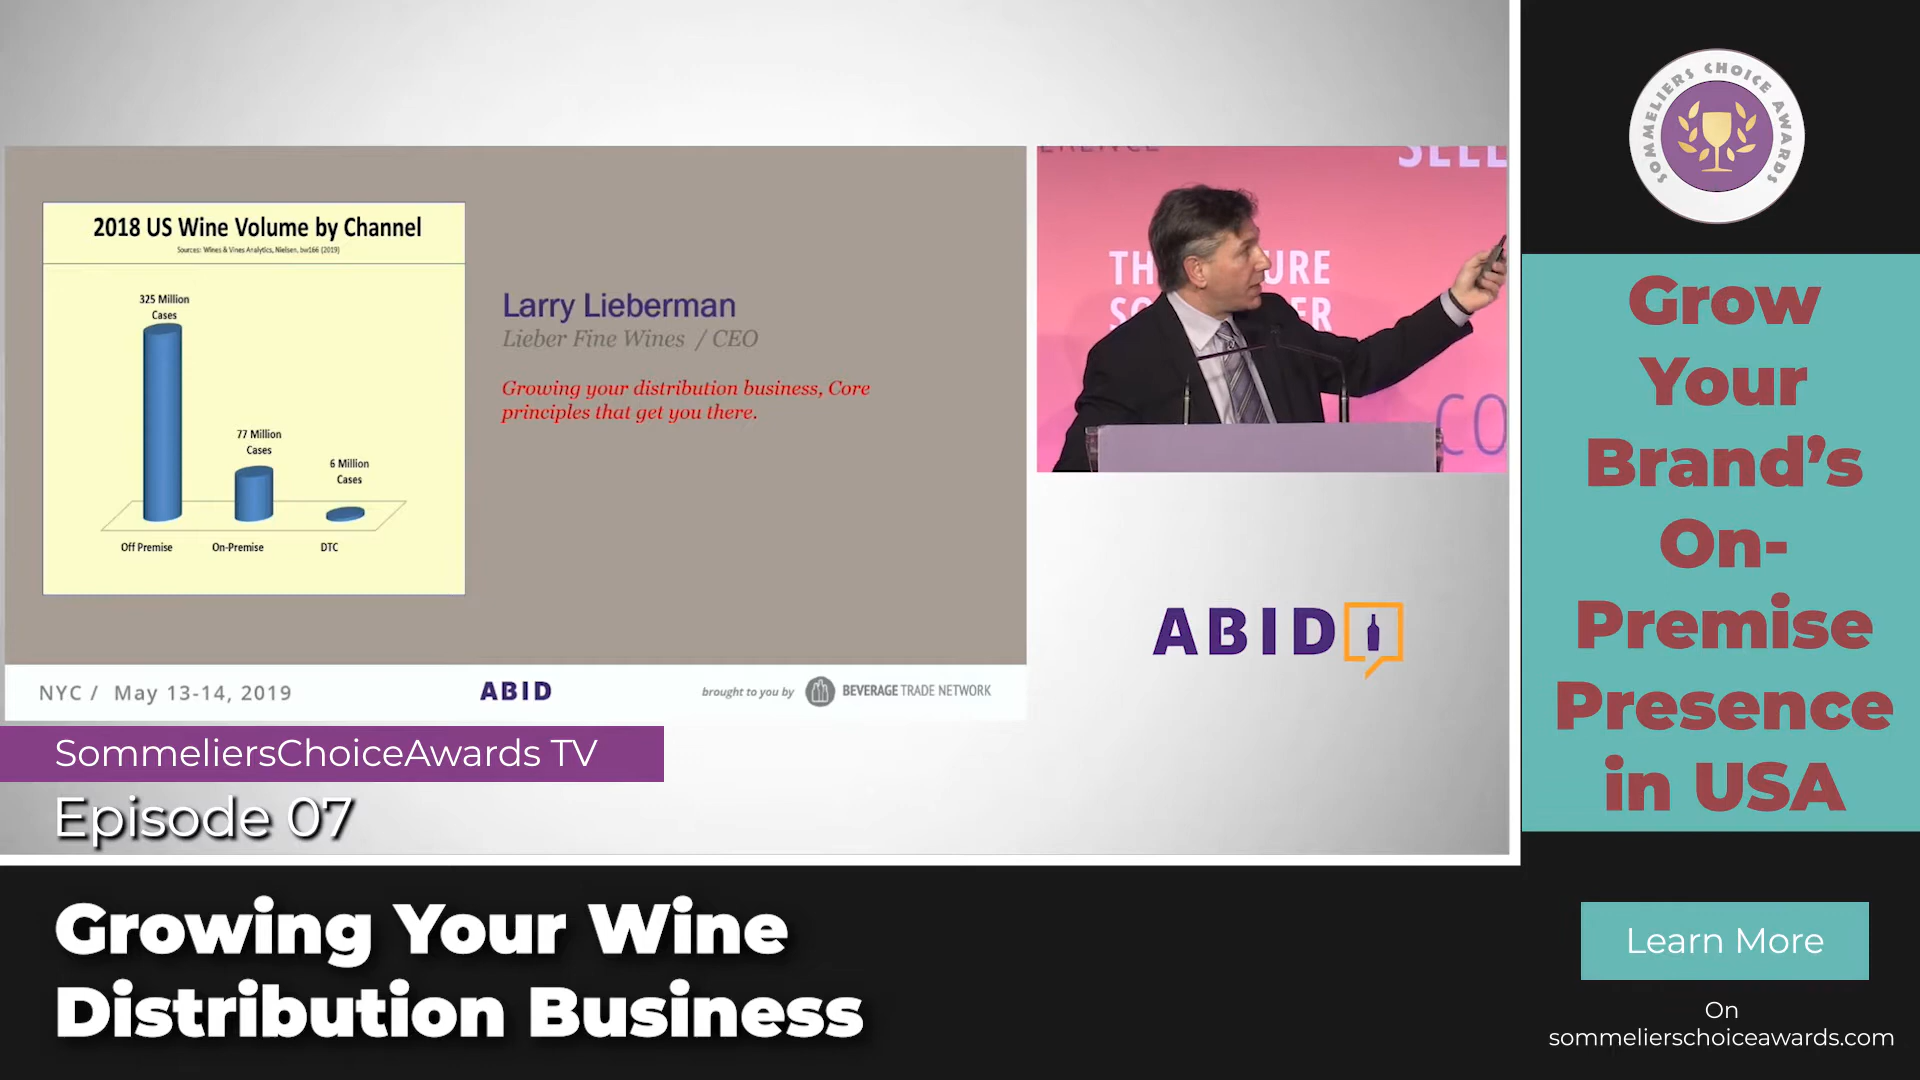 2018 US Wine Volume by Channel
Sources: Wines & Vines Analytics, Nielsen, bw166 (2019)
325 Million
Cases
77 Million
Cases
6 Million
Cases
Off Premise
On-Premise
DTC
Larry Lieberman
Lieber Fine Wines / CEO
Growing your distribution business, Core
principles that get you there.
NYC / May 13-14, 2019
ABID
brought to you by
BEVERAGE TRADE NETWORK
SELL
CO
ABID
SommeliersChoiceAwards TV
Episode 07
Growing Your Wine
Distribution Business
SOMMELIERS CHOICE AWARDS
Grow
Your
Brand’s
On-
Premise
Presence
in USA
Learn More
On
sommelierschoiceawards.com